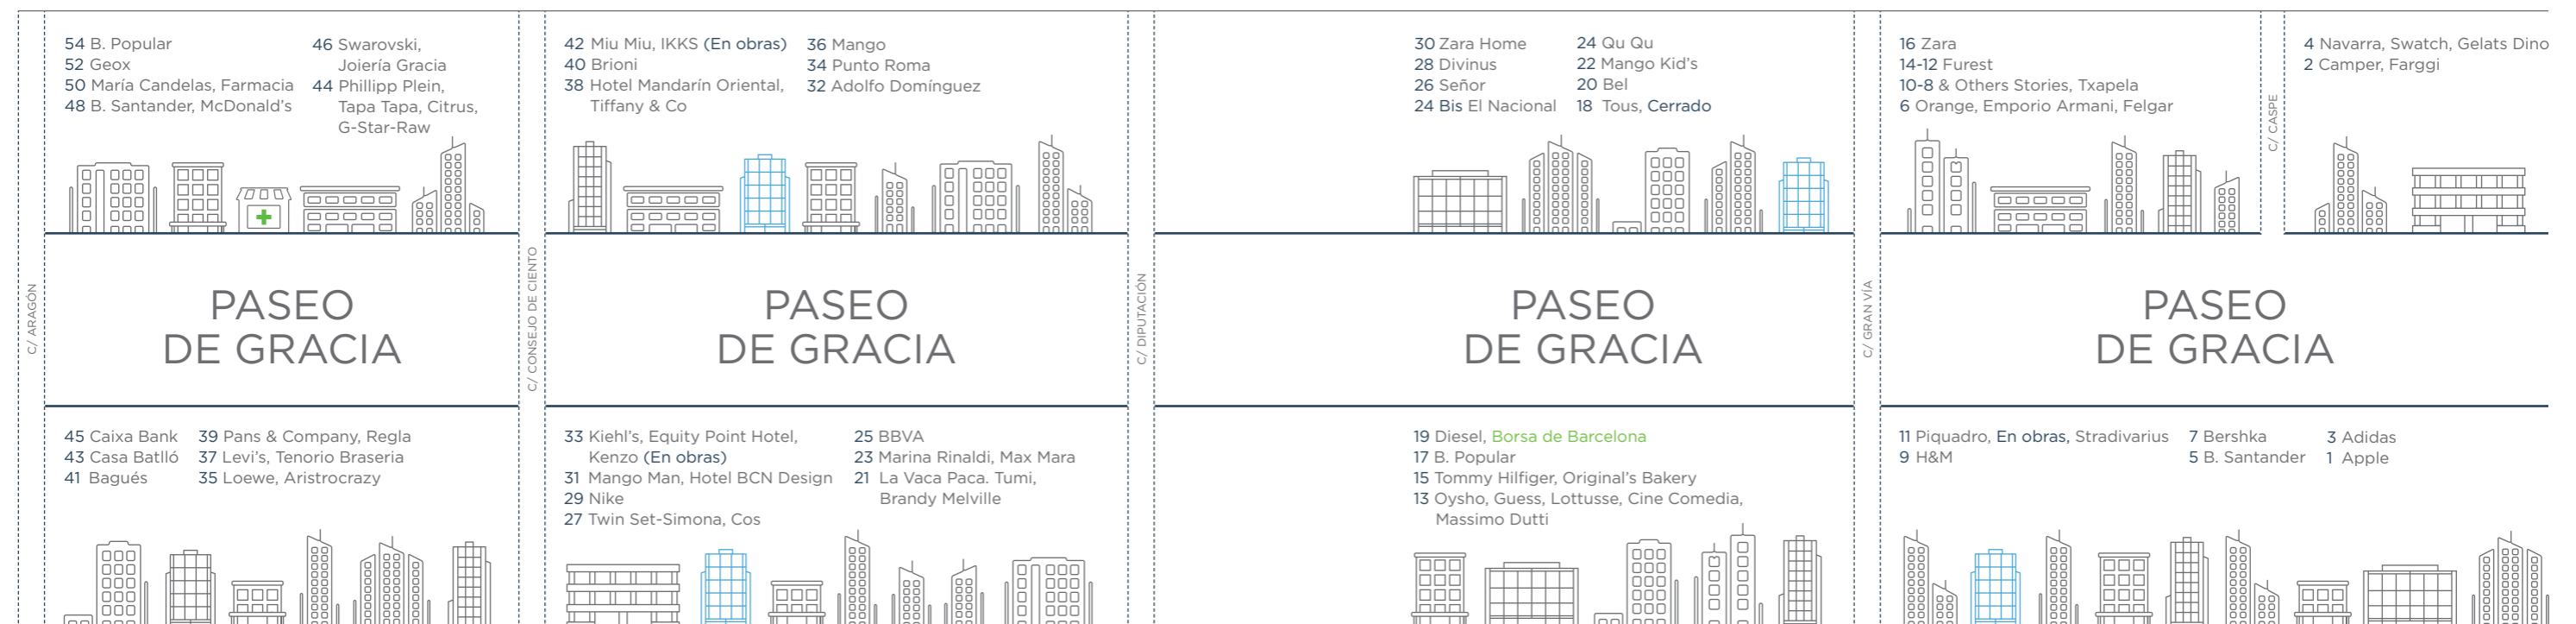 54 B. Popular
52 Geox
50 María Candelas, Farmacia
48 B. Santander, McDonald's
46 Swarovski,
Joiería Gracia
44 Phillipp Plein,
Tapa Tapa, Citrus,
G-Star-Raw
42 Miu Miu, IKKS (En obras)
40 Brioni
38 Hotel Mandarín Oriental,
Tiffany & Co
36 Mango
34 Punto Roma
32 Adolfo Domínguez
30 Zara Home
28 Divinus
26 Señor
24 Bis El Nacional
24 Qu Qu
22 Mango Kid's
20 Bel
18 Tous, Cerrado
16 Zara
14-12 Furest
10-8 & Others Stories, Txapela
6 Orange, Emporio Armani, Felgar
C/ CASPE
4 Navarra, Swatch, Gelats Dino
2 Camper, Farggi
C/ ARAGÓN
PASEO
DE GRACIA
C/ CONSEJO DE CIENTO
PASEO
DE GRACIA
C/ DIPUTACIÓN
PASEO
DE GRACIA
C/ GRAN VÍA
PASEO
DE GRACIA
45 Caixa Bank
43 Casa Batlló
41 Bagués
39 Pans & Company, Regla
37 Levi's, Tenorio Braseria
35 Loewe, Aristrocrazy
33 Kiehl's, Equity Point Hotel,
Kenzo (En obras)
31 Mango Man, Hotel BCN Design
29 Nike
27 Twin Set-Simona, Cos
25 BBVA
23 Marina Rinaldi, Max Mara
21 La Vaca Paca. Tumi,
Brandy Melville
19 Diesel, Borsa de Barcelona
17 B. Popular
15 Tommy Hilfiger, Original's Bakery
13 Oysho, Guess, Lottusse, Cine Comedia,
Massimo Dutti
11 Piquadro, En obras, Stradivarius
9 H&M
7 Bershka
5 B. Santander
3 Adidas
1 Apple